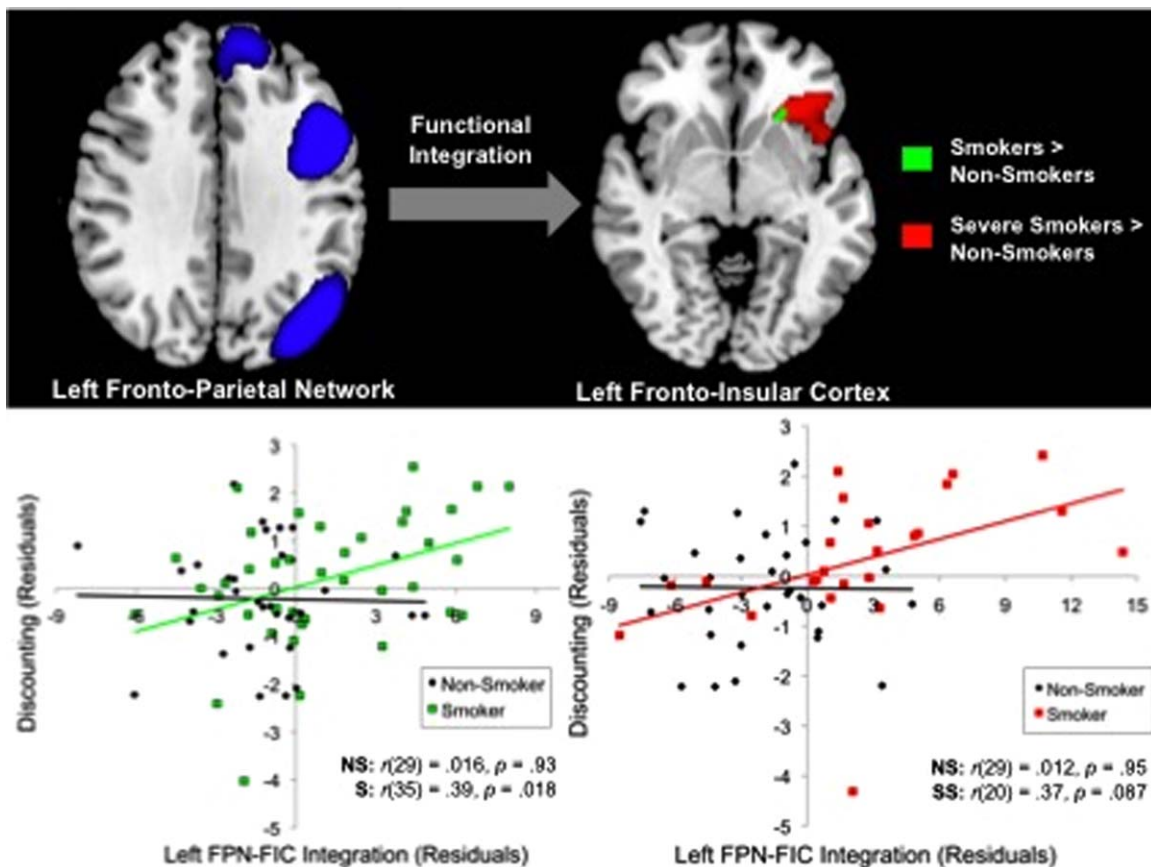 Functional
Integration
Smokers >
Non-Smokers
Severe Smokers >
Non-Smokers
Left Fronto-Parietal Network
Left Fronto-Insular Cortex
3
2
1
0
-1
-2
-3
-4
-5
-9
-6
-3
0
3
6
9
Discounting (Residuals)
Non-Smoker
Smoker
NS: r(29) = .016, p = .93
S: r(35) = .39, p = .018
Left FPN-FIC Integration (Residuals)
3
2
1
0
-1
-2
-3
-4
-5
-9
-6
-3
0
3
6
9
12
15
Discounting (Residuals)
Non-Smoker
Smoker
NS: r(29) = .012, p = .95
SS: r(20) = .37, p = .087
Left FPN-FIC Integration (Residuals)